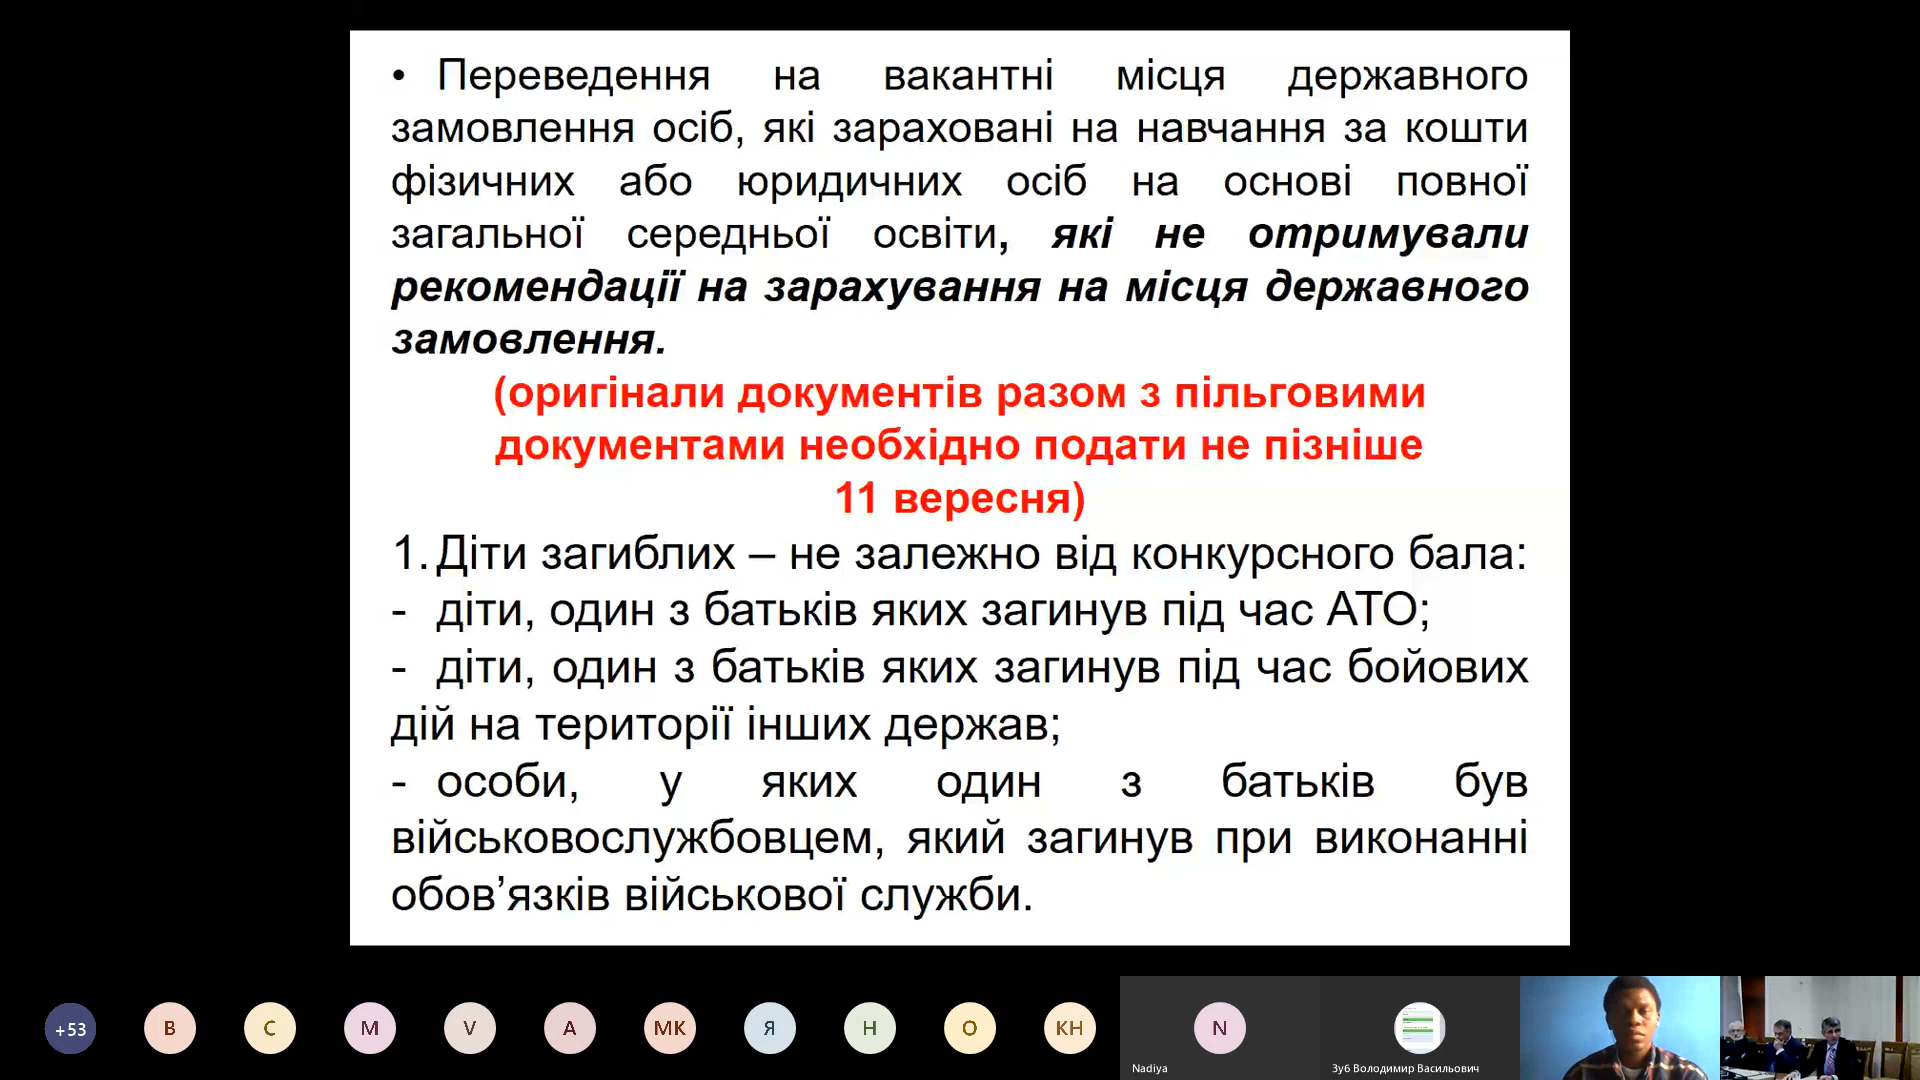 • Переведення на вакантні місця державного
замовлення осіб, які зараховані на навчання за кошти
фізичних або юридичних осіб на основі повної
загальної середньої освіти, які не отримували
рекомендації на зарахування на місця державного
замовлення.
(оригінали документів разом з пільговими
документами необхідно подати не пізніше
11 вересня)
1. Діти загиблих – не залежно від конкурсного бала:
- діти, один з батьків яких загинув під час АТО;
- діти, один з батьків яких загинув під час бойових
дій на території інших держав;
- особи, у яких один з батьків був
військовослужбовцем, який загинув при виконанні
обов’язків військової служби.
+53 В С М V А МК Я Н О КН N
Nadiya
Зуб Володимир Васильович